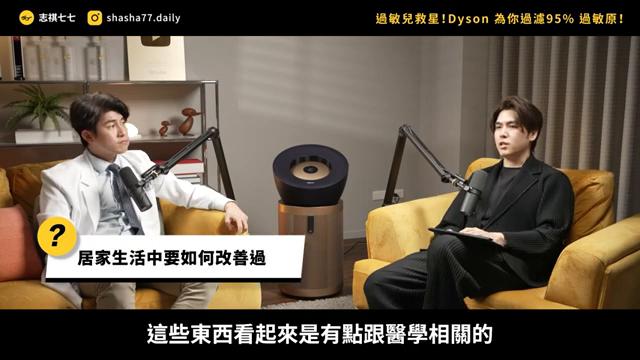 志祺七七
shasha77.daily
過敏兒救星!Dyson 為你過濾95% 過敏原!
?
居家生活中要如何改善過
這些東西看起來是有點跟醫學相關的